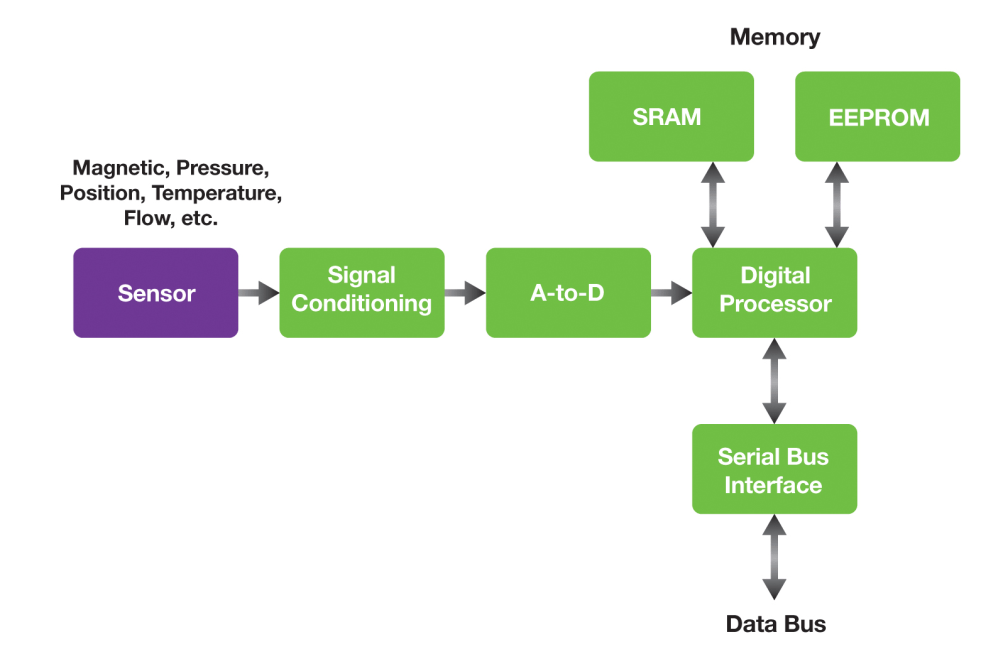 Memory
SRAM
EEPROM
Magnetic, Pressure,
Position, Temperature,
Flow, etc.
Sensor
Signal
Conditioning
A-to-D
Digital
Processor
Serial Bus
Interface
Data Bus